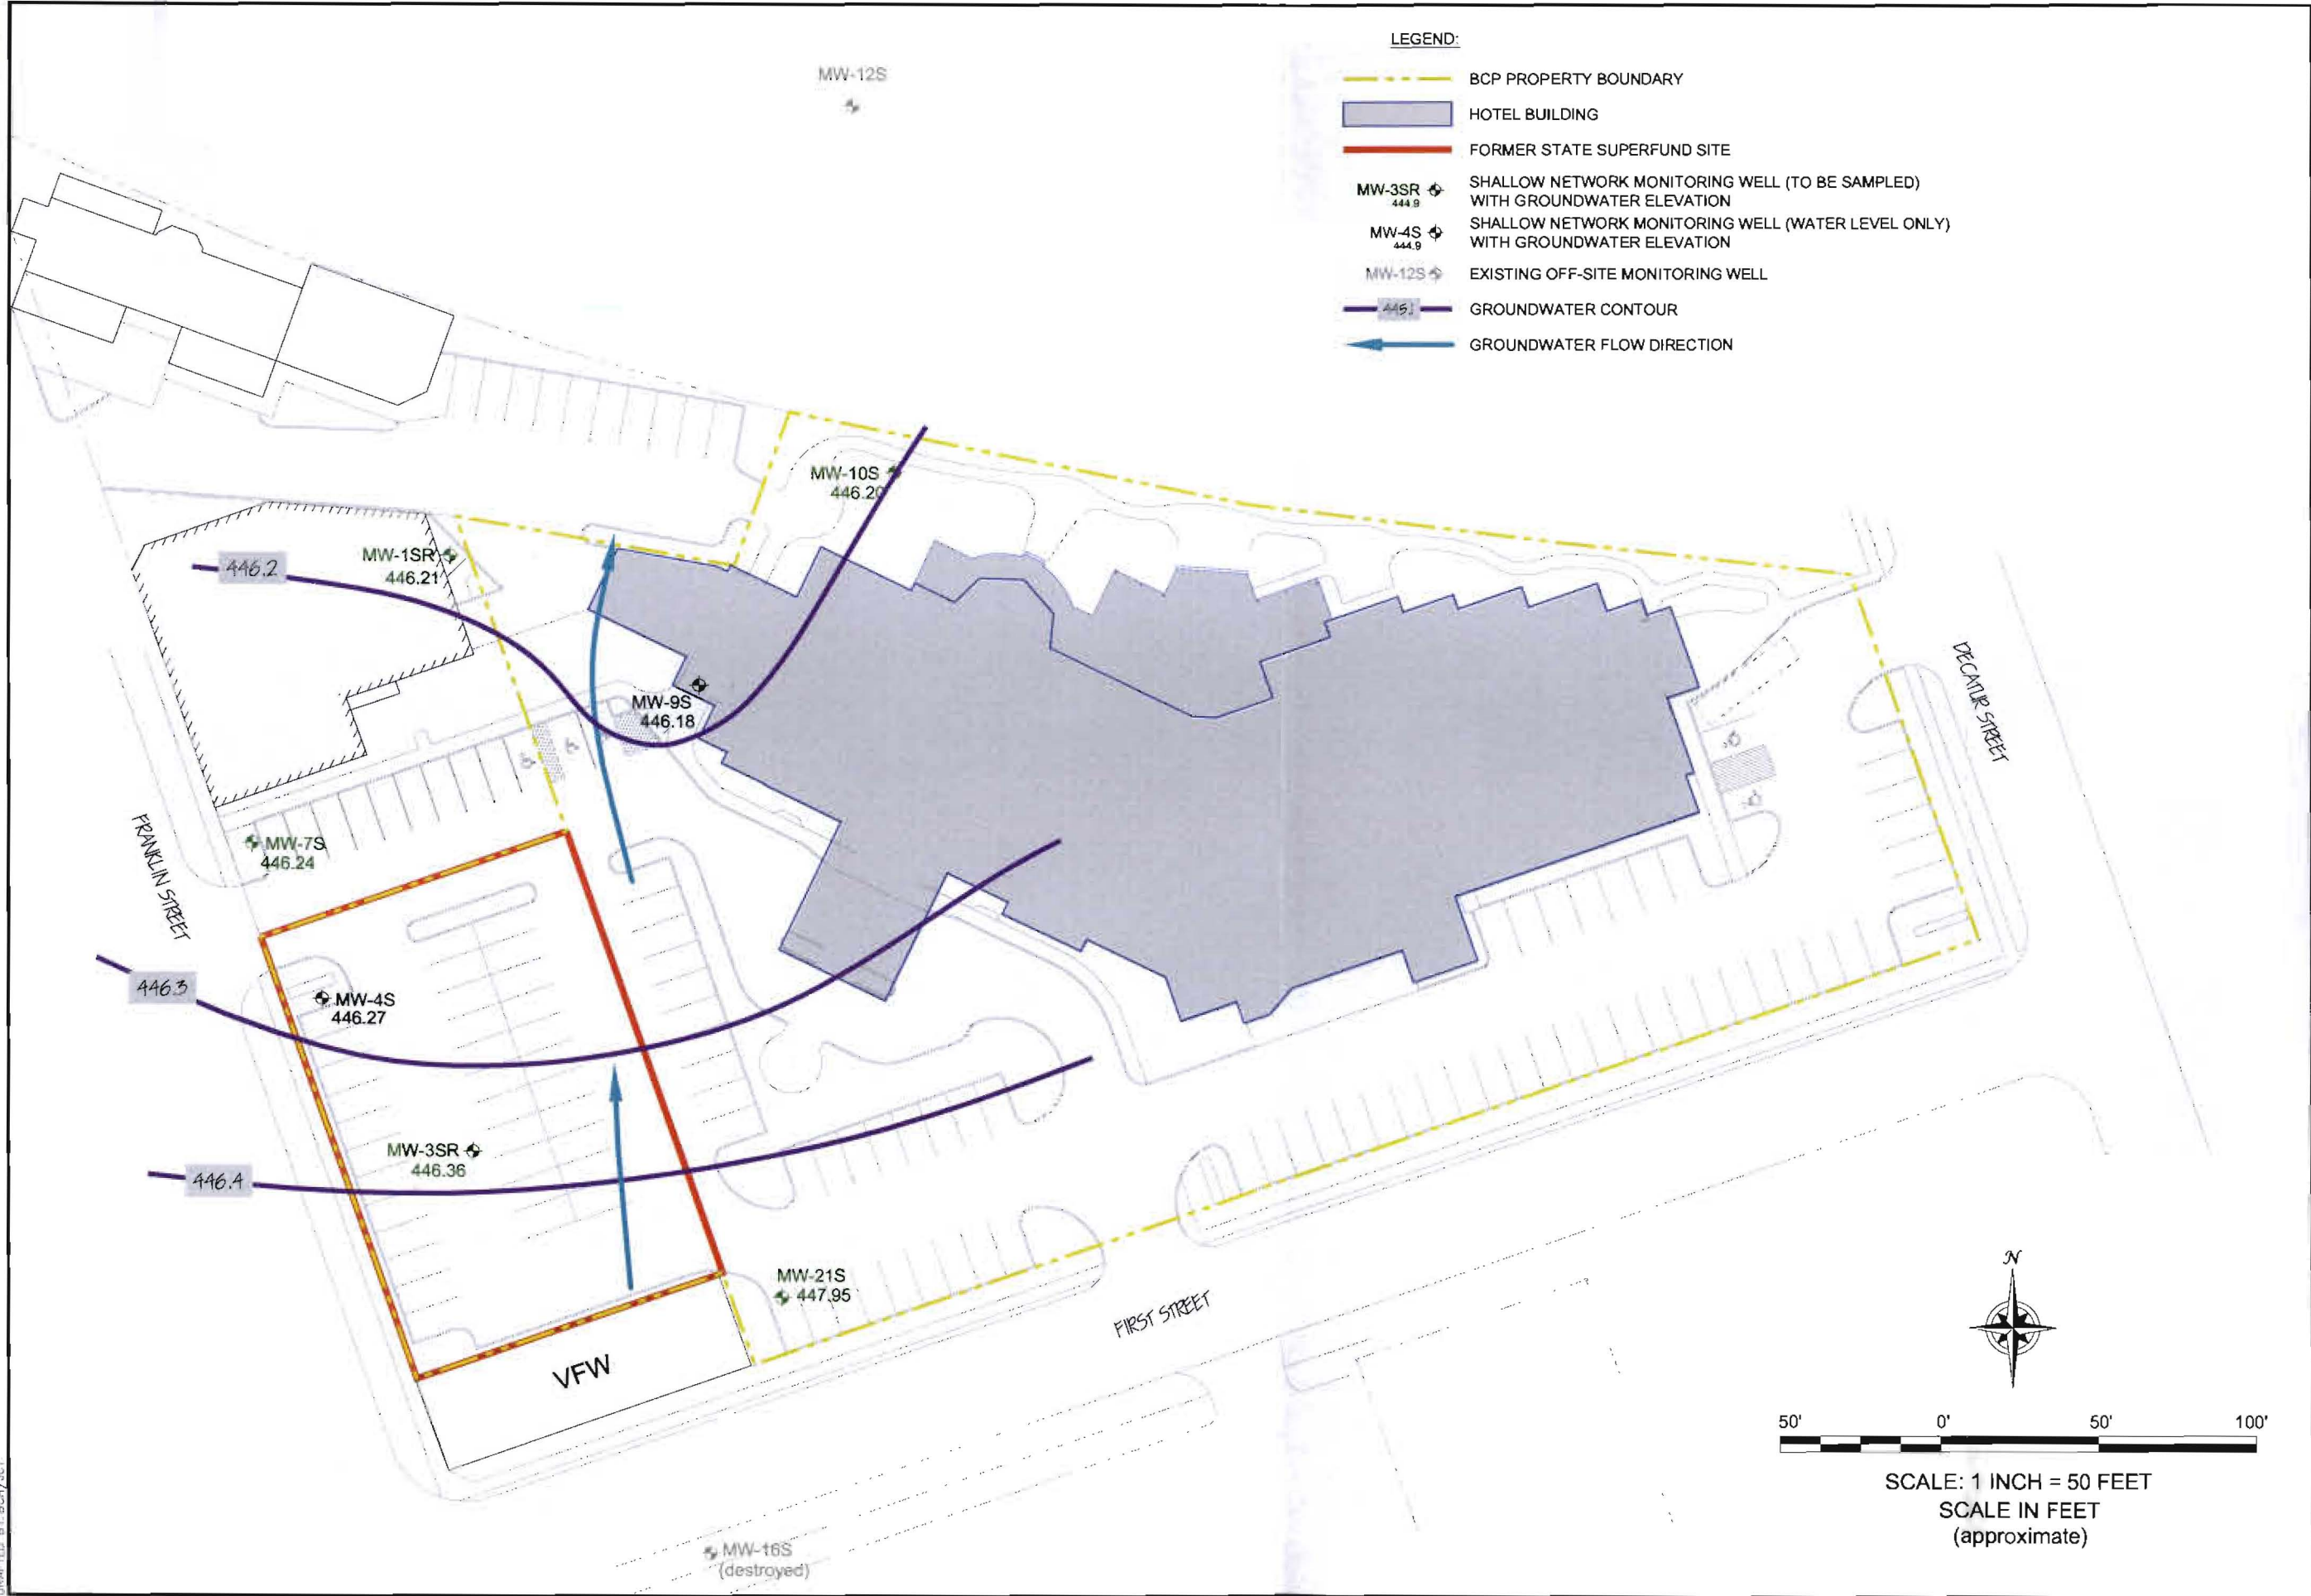 LEGEND:
BCP PROPERTY BOUNDARY
HOTEL BUILDING
FORMER STATE SUPERFUND SITE
MW-3SR
444.9
SHALLOW NETWORK MONITORING WELL (TO BE SAMPLED)
WITH GROUNDWATER ELEVATION
MW-4S
444.9
SHALLOW NETWORK MONITORING WELL (WATER LEVEL ONLY)
WITH GROUNDWATER ELEVATION
MW-12S
EXISTING OFF-SITE MONITORING WELL
445.1
GROUNDWATER CONTOUR
GROUNDWATER FLOW DIRECTION
MW-12S
MW-10S
446.20
MW-1SR
446.21
446.2
MW-9S
446.18
DECATUR STREET
MW-7S
446.24
FRANKLIN STREET
446.3
MW-4S
446.27
MW-3SR
446.36
446.4
MW-21S
447.95
FIRST STREET
VFW
MW-16S
(destroyed)
N
50' 0' 50' 100'
SCALE: 1 INCH = 50 FEET
SCALE IN FEET
(approximate)